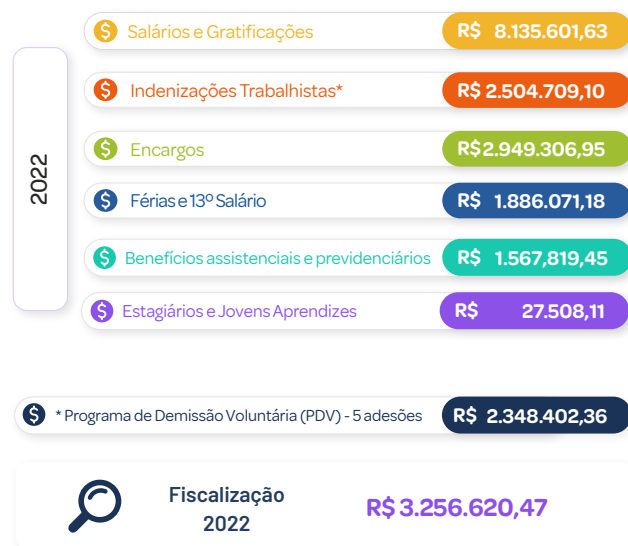 2022
Salários e Gratificações R$ 8.135.601,63
Indenizações Trabalhistas* R$ 2.504.709,10
Encargos R$ 2.949.306,95
Férias e 13º Salário R$ 1.886.071,18
Benefícios assistenciais e previdenciários R$ 1.567,819,45
Estagiários e Jovens Aprendizes R$ 27.508,11
* Programa de Demissão Voluntária (PDV) - 5 adesões R$ 2.348.402,36
Fiscalização
2022
R$ 3.256.620,47